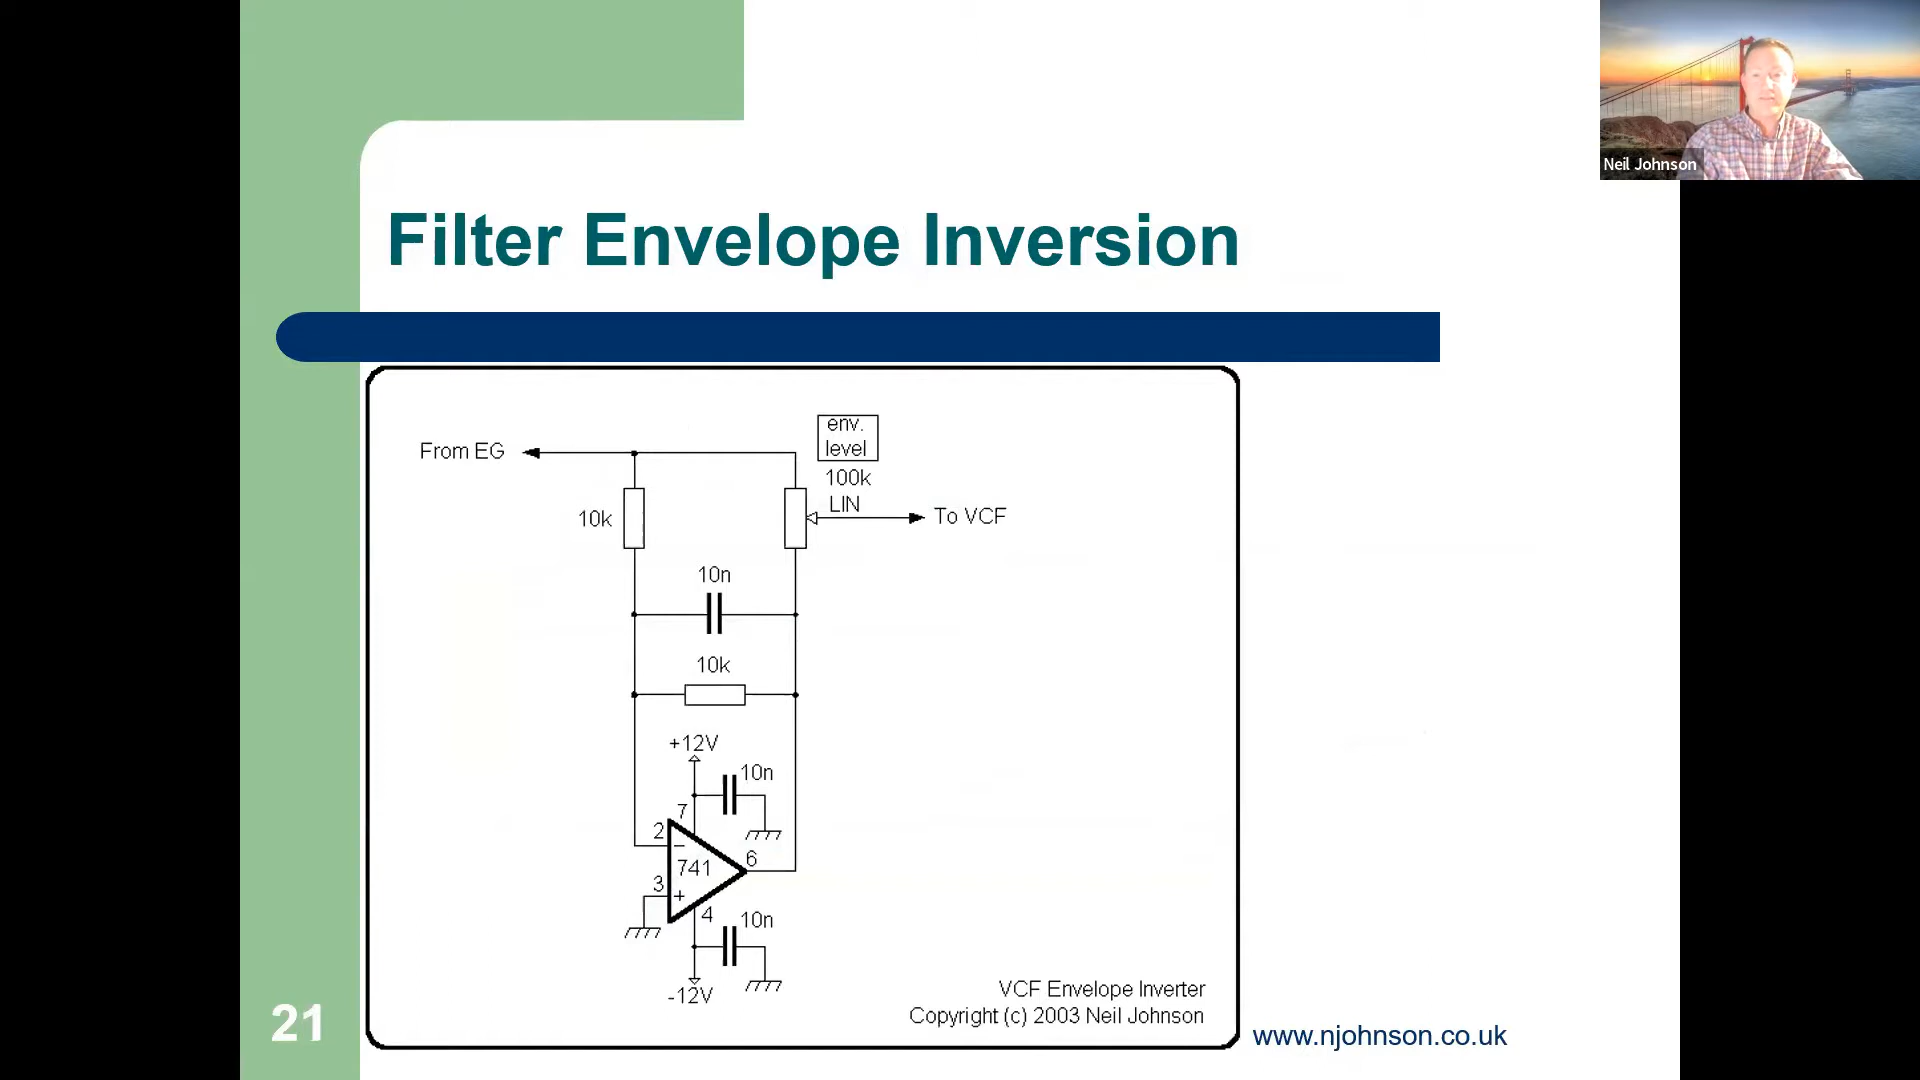 Neil Johnson
Filter Envelope Inversion
env.
level
From EG
100k
LIN
10k
To VCF
10n
10k
+12V
10n
7
2
−
741
6
3
+
4
10n
-12V
VCF Envelope Inverter
Copyright (c) 2003 Neil Johnson
21
www.njohnson.co.uk